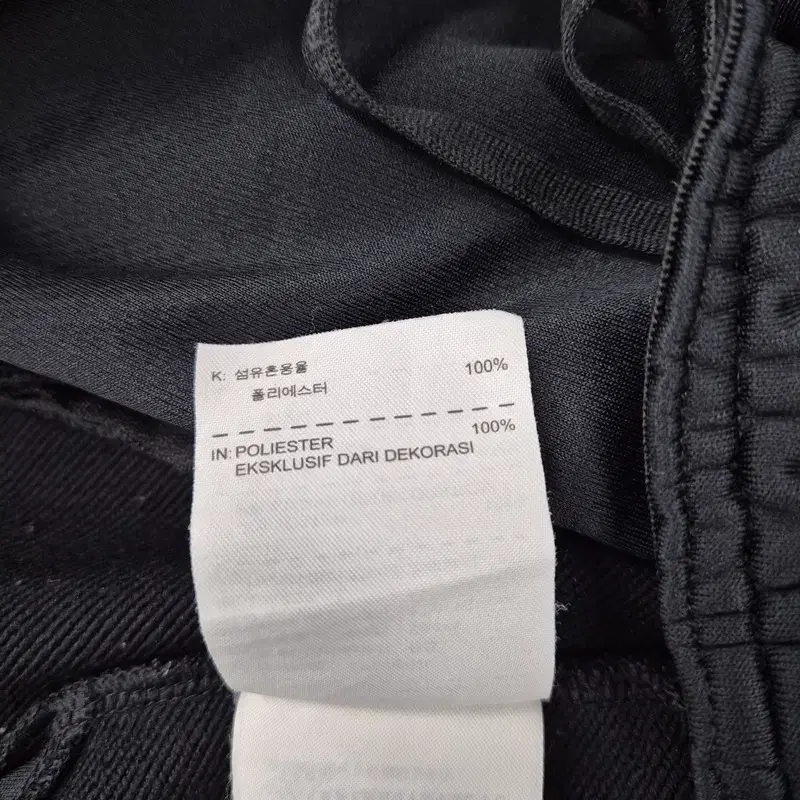 K: 섬유혼용율
폴리에스터 100%
IN: POLIESTER 100%
EKSKLUSIF DARI DEKORASI